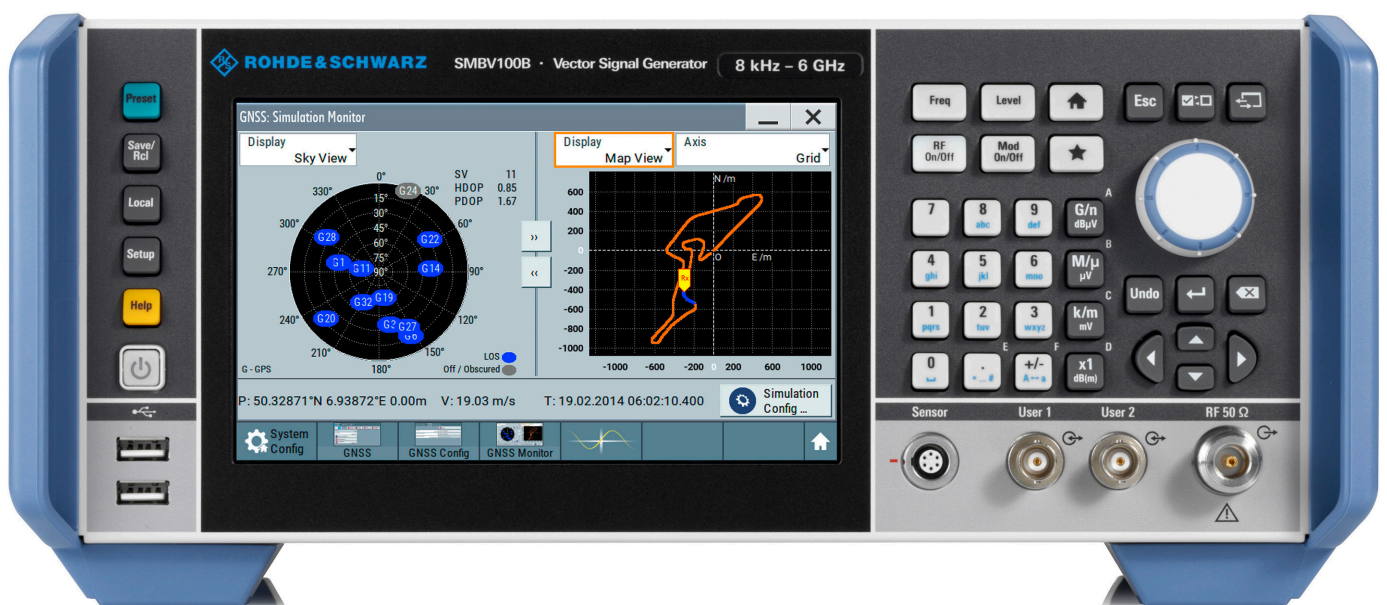 ROHDE & SCHWARZ SMBV100B · Vector Signal Generator 8 kHz – 6 GHz
Preset
Save/
Rcl
Local
Setup
Help
GNSS: Simulation Monitor
Display
Sky View
SV 11
HDOP 0.85
PDOP 1.67
0°
30°
60°
90°
120°
150°
180°
210°
240°
270°
300°
330°
15°
30°
45°
60°
75°
90°
G24
G28
G22
G1
G11
G14
G32
G19
G20
G27
LOS
Off / Obscured
G - GPS
››
‹‹
Display
Map View
Axis
Grid
N /m
E /m
O
600
400
200
0
-200
-400
-600
-800
-1000
Rx
-1000 -600 -200 0 200 600 1000
P: 50.32871°N 6.93872°E 0.00m V: 19.03 m/s T: 19.02.2014 06:02:10.400
Simulation
Config ...
System
Config
GNSS
GNSS Config
GNSS Monitor
Freq
Level
Esc
RF
On/Off
Mod
On/Off
7
8
abc
9
def
G/n
dBµV
A
4
ghi
5
jkl
6
mno
M/µ
µV
B
1
pqrs
2
tuv
3
wxyz
k/m
mV
C
0
.
* ... #
+/-
A↔a
x1
dB(m)
E
F
D
Undo
Sensor
User 1
User 2
RF 50 Ω